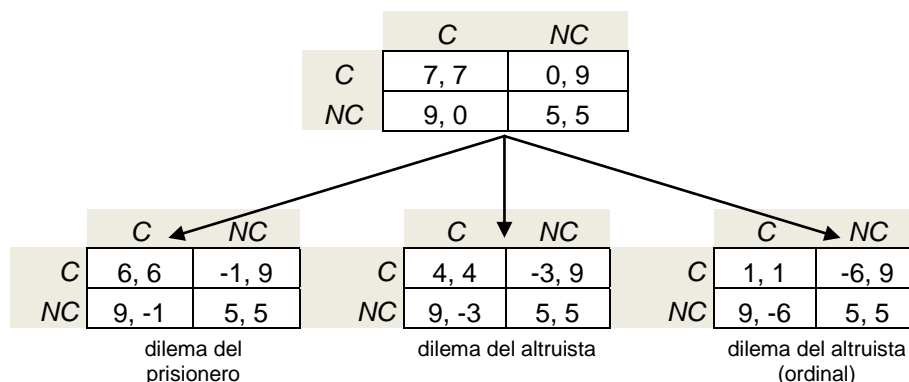 C NC
C 7, 7 0, 9
NC 9, 0 5, 5
C NC C NC C NC
C 6, 6 -1, 9 C 4, 4 -3, 9 C 1, 1 -6, 9
NC 9, -1 5, 5 NC 9, -3 5, 5 NC 9, -6 5, 5
dilema del dilema del altruista dilema del altruista
prisionero (ordinal)